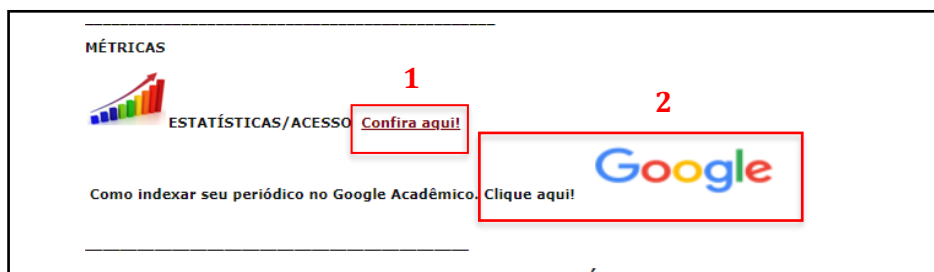 MÉTRICAS
1
ESTATÍSTICAS/ACESSO Confira aqui!
2
Google
Como indexar seu periódico no Google Acadêmico. Clique aqui!